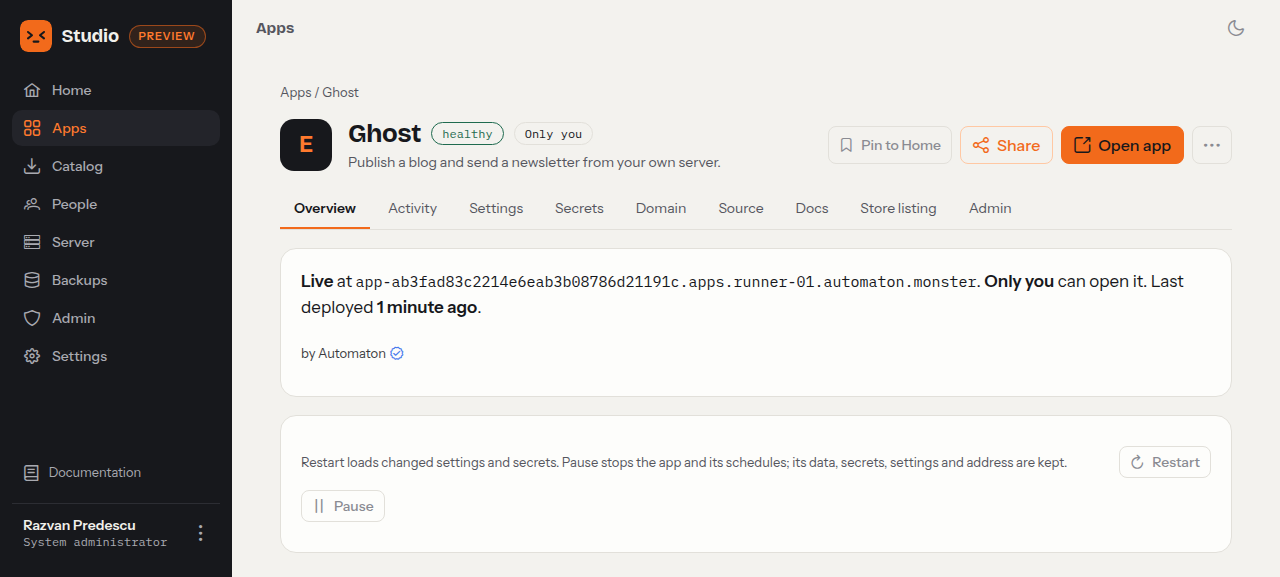 Studio PREVIEW
Home
Apps
Catalog
People
Server
Backups
Admin
Settings
Documentation
Razvan Predescu
System administrator
Apps
Apps / Ghost
E
Ghost healthy Only you
Publish a blog and send a newsletter from your own server.
Pin to Home Share Open app
Overview Activity Settings Secrets Domain Source Docs Store listing Admin
Live at app-ab3fad83c2214e6eab3b08786d21191c.apps.runner-01.automaton.monster. Only you can open it. Last
deployed 1 minute ago.
by Automaton
Restart loads changed settings and secrets. Pause stops the app and its schedules; its data, secrets, settings and address are kept.
Restart
Pause